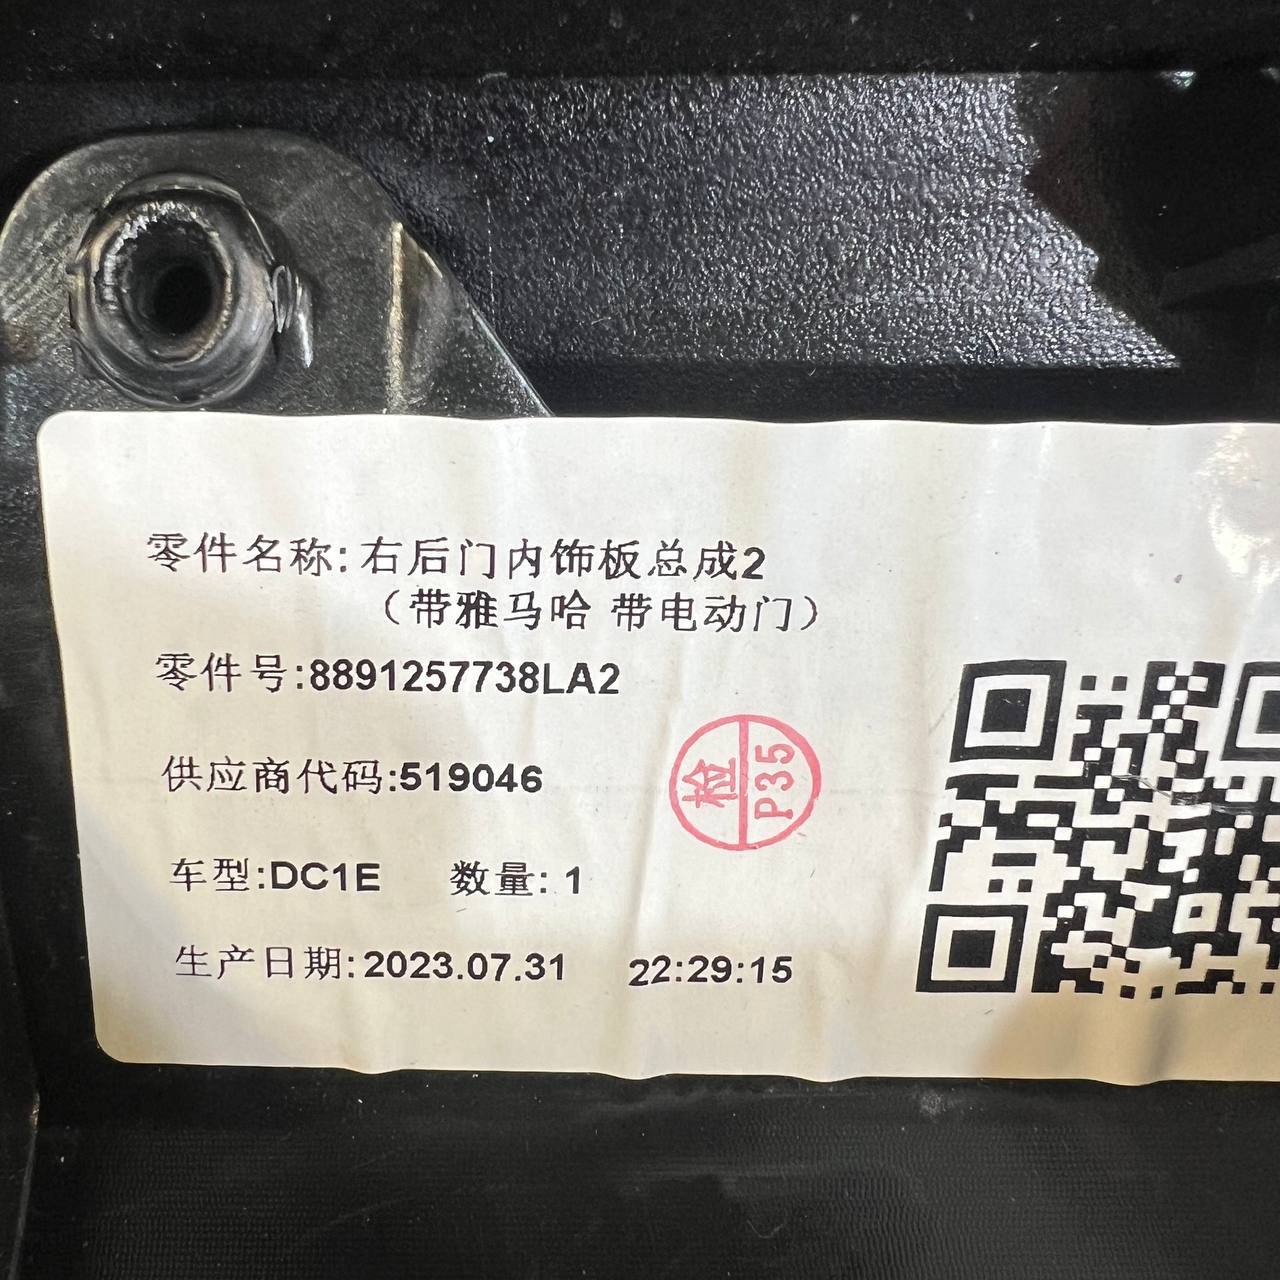 零件名称:右后门内饰板总成2
（带雅马哈 带电动门）
零件号:8891257738LA2
供应商代码:519046
检
P35
车型:DC1E 数量: 1
生产日期:2023.07.31 22:29:15